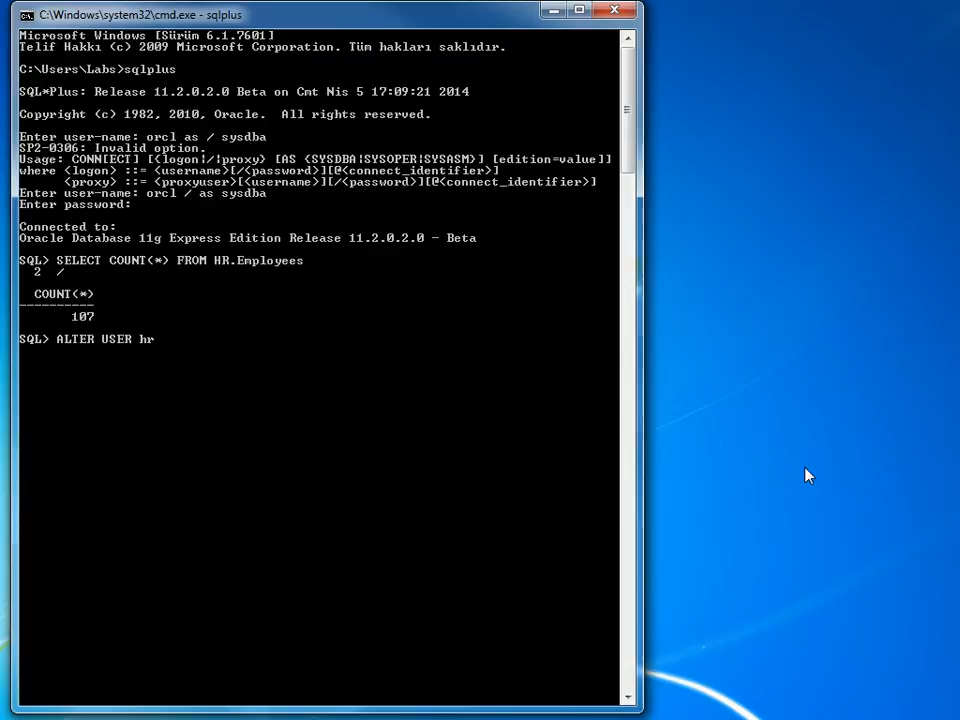 C:\Windows\system32\cmd.exe - sqlplus
Microsoft Windows [Sürüm 6.1.7601]
Telif Hakkı (c) 2009 Microsoft Corporation. Tüm hakları saklıdır.
C:\Users\Labs>sqlplus
SQL*Plus: Release 11.2.0.2.0 Beta on Cmt Nis 5 17:09:21 2014
Copyright (c) 1982, 2010, Oracle.  All rights reserved.
Enter user-name: orcl as / sysdba
SP2-0306: Invalid option.
Usage: CONN[ECT] [{logon|/|proxy} [AS {SYSDBA|SYSOPER|SYSASM}] [edition=value]]
where <logon> ::= <username>[/<password>][@<connect_identifier>]
      <proxy> ::= <proxyuser>[<username>][/<password>][@<connect_identifier>]
Enter user-name: orcl / as sysdba
Enter password:
Connected to:
Oracle Database 11g Express Edition Release 11.2.0.2.0 - Beta
SQL> SELECT COUNT(*) FROM HR.Employees
  2  /
  COUNT(*)
----------
       107
SQL> ALTER USER hr